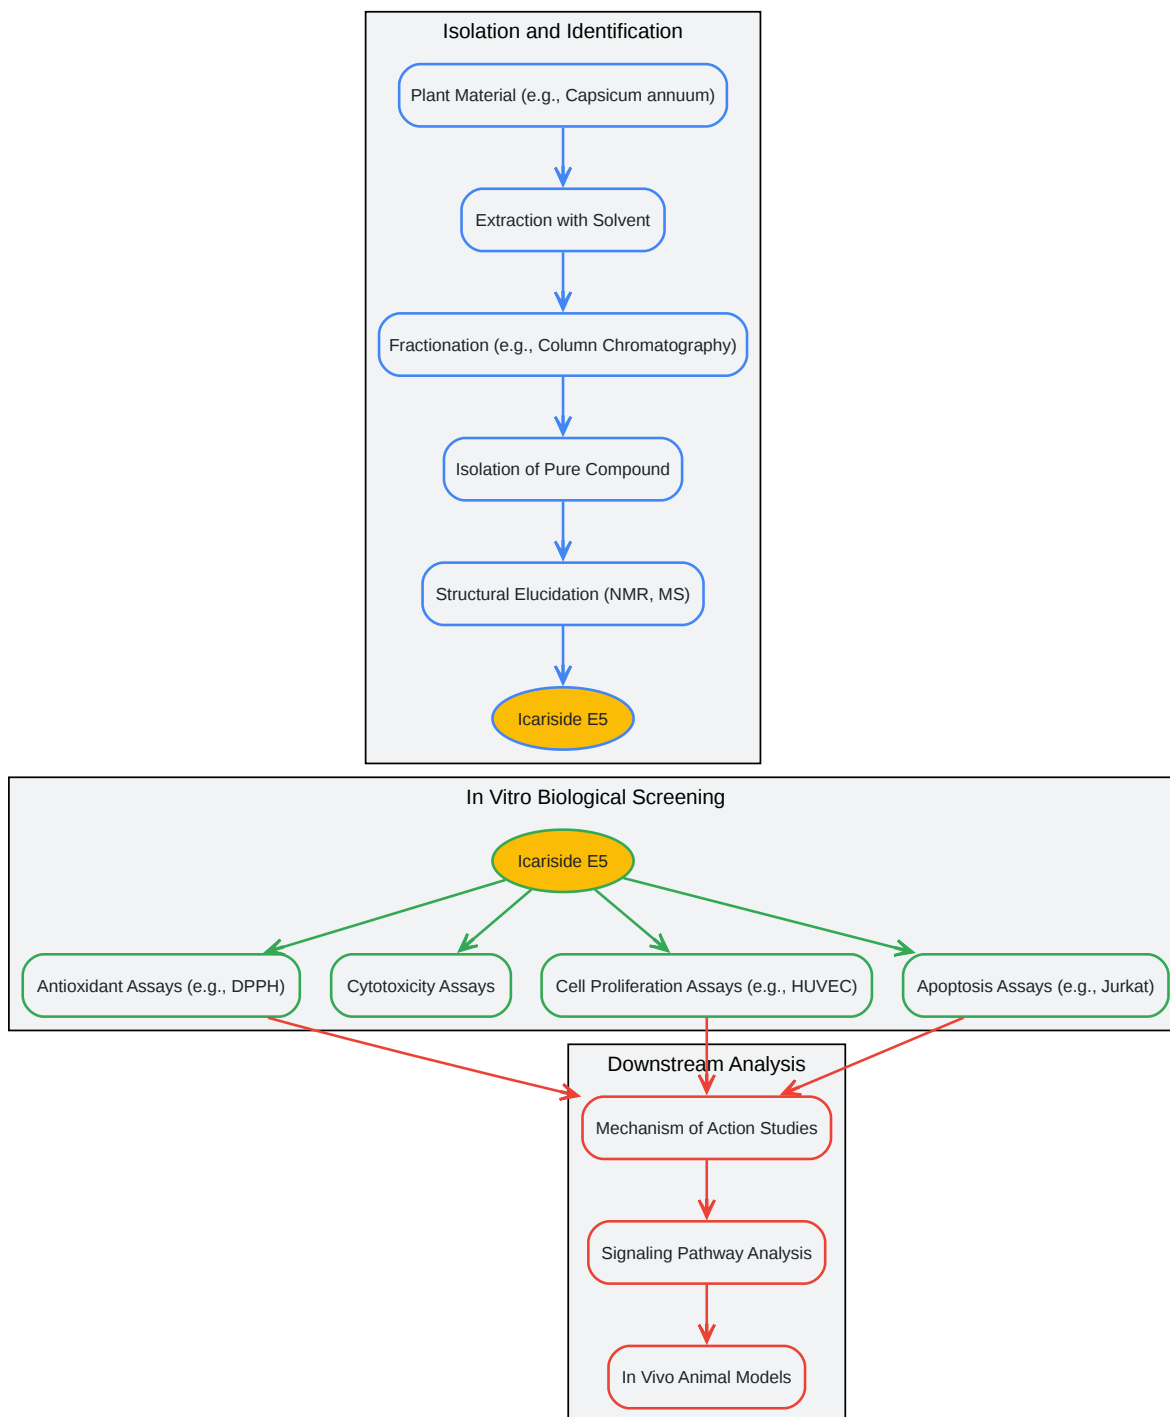 Isolation and Identification
Plant Material (e.g., Capsicum annuum)
Extraction with Solvent
Fractionation (e.g., Column Chromatography)
Isolation of Pure Compound
Structural Elucidation (NMR, MS)
Icariside E5
In Vitro Biological Screening
Icariside E5
Antioxidant Assays (e.g., DPPH)
Cytotoxicity Assays
Cell Proliferation Assays (e.g., HUVEC)
Apoptosis Assays (e.g., Jurkat)
Downstream Analysis
Mechanism of Action Studies
Signaling Pathway Analysis
In Vivo Animal Models